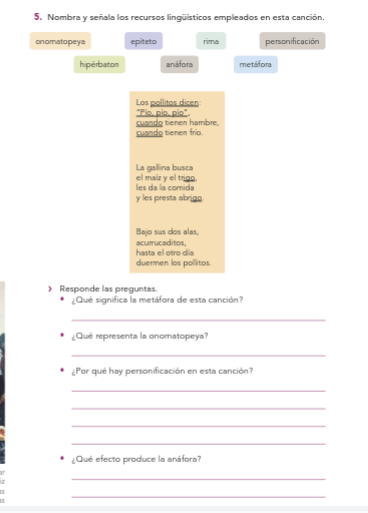 5. Nombra y señala los recursos lingüísticos empleados en esta canción.
onomatopeya epíteto rima personificación
hipérbaton anáfora metáfora
Los pollitos dicen:
"Pío, pío, pío",
cuando tienen hambre,
cuando tienen frío.
La gallina busca
el maíz y el trigo,
les da la comida
y les presta abrigo.
Bajo sus dos alas,
acurrucaditos,
hasta el otro día
duermen los pollitos.
Responde las preguntas.
¿Qué significa la metáfora de esta canción?
¿Qué representa la onomatopeya?
¿Por qué hay personificación en esta canción?
¿Qué efecto produce la anáfora?